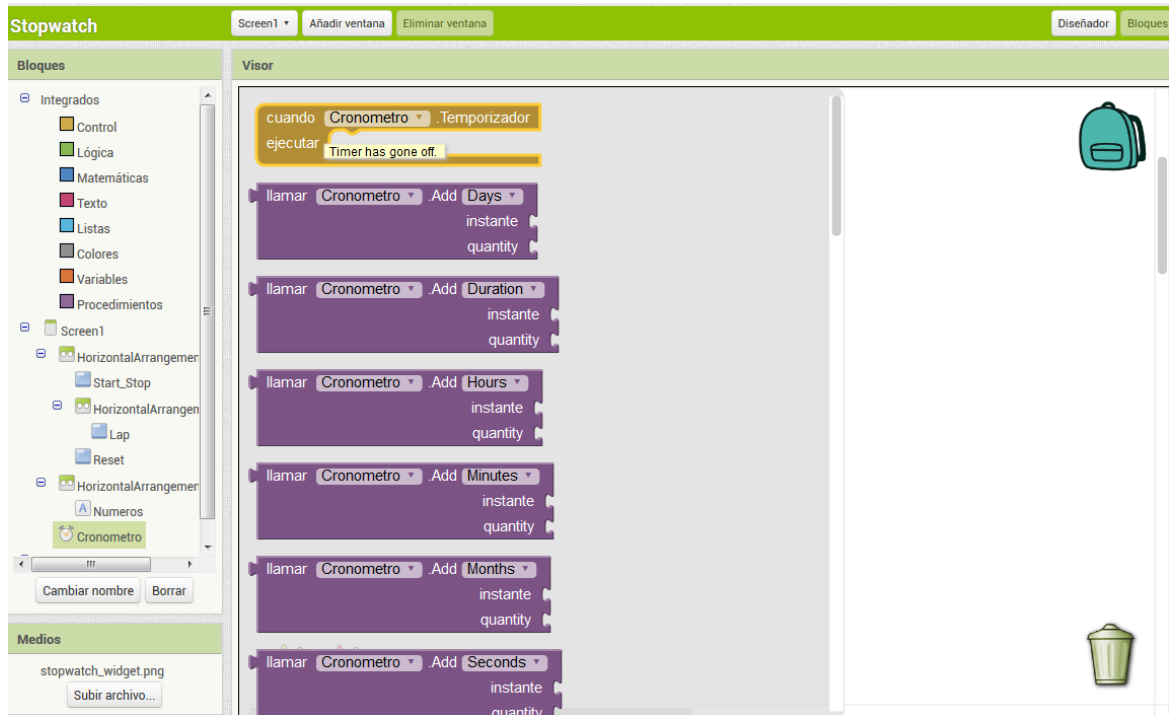 Stopwatch
Screen1
Añadir ventana
Eliminar ventana
Diseñador
Bloques
Bloques
Integrados
Control
Lógica
Matemáticas
Texto
Listas
Colores
Variables
Procedimientos
Screen1
HorizontalArrangemen
Start_Stop
HorizontalArrangen
Lap
Reset
HorizontalArrangemen
Numeros
Cronometro
Cambiar nombre
Borrar
Medios
stopwatch_widget.png
Subir archivo...
Visor
cuando Cronometro .Temporizador
ejecutar
Timer has gone off.
llamar Cronometro .Add Days
instante
quantity
llamar Cronometro .Add Duration
instante
quantity
llamar Cronometro .Add Hours
instante
quantity
llamar Cronometro .Add Minutes
instante
quantity
llamar Cronometro .Add Months
instante
quantity
llamar Cronometro .Add Seconds
instante
quantity